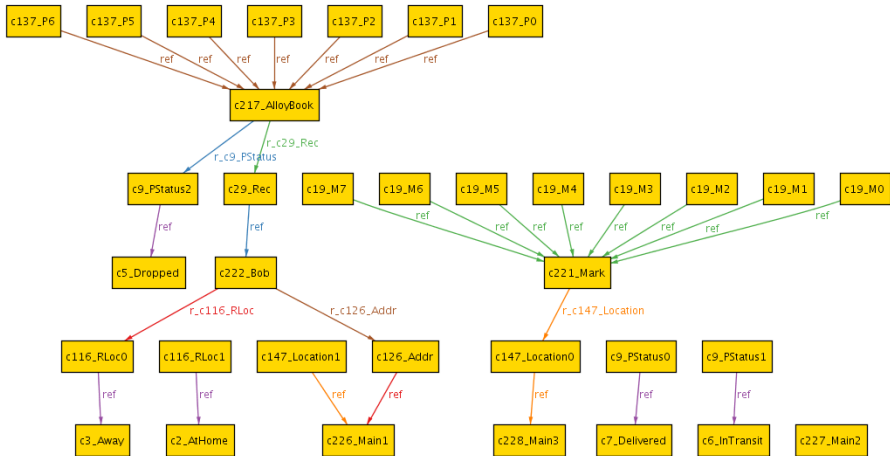 c137_P6 c137_P5 c137_P4 c137_P3 c137_P2 c137_P1 c137_P0
ref ref ref ref ref ref ref
c217_AlloyBook
r_c29_Rec
r_c9_PStatus
c9_PStatus2 c29_Rec c19_M7 c19_M6 c19_M5 c19_M4 c19_M3 c19_M2 c19_M1 c19_M0
ref ref ref ref ref ref ref ref
ref ref
c5_Dropped c222_Bob c221_Mark
r_c116_RLoc r_c126_Addr r_c147_Location
c116_RLoc0 c116_RLoc1 c147_Location1 c126_Addr c147_Location0 c9_PStatus0 c9_PStatus1
ref ref ref ref ref ref ref
c3_Away c2_AtHome c226_Main1 c228_Main3 c7_Delivered c6_InTransit c227_Main2